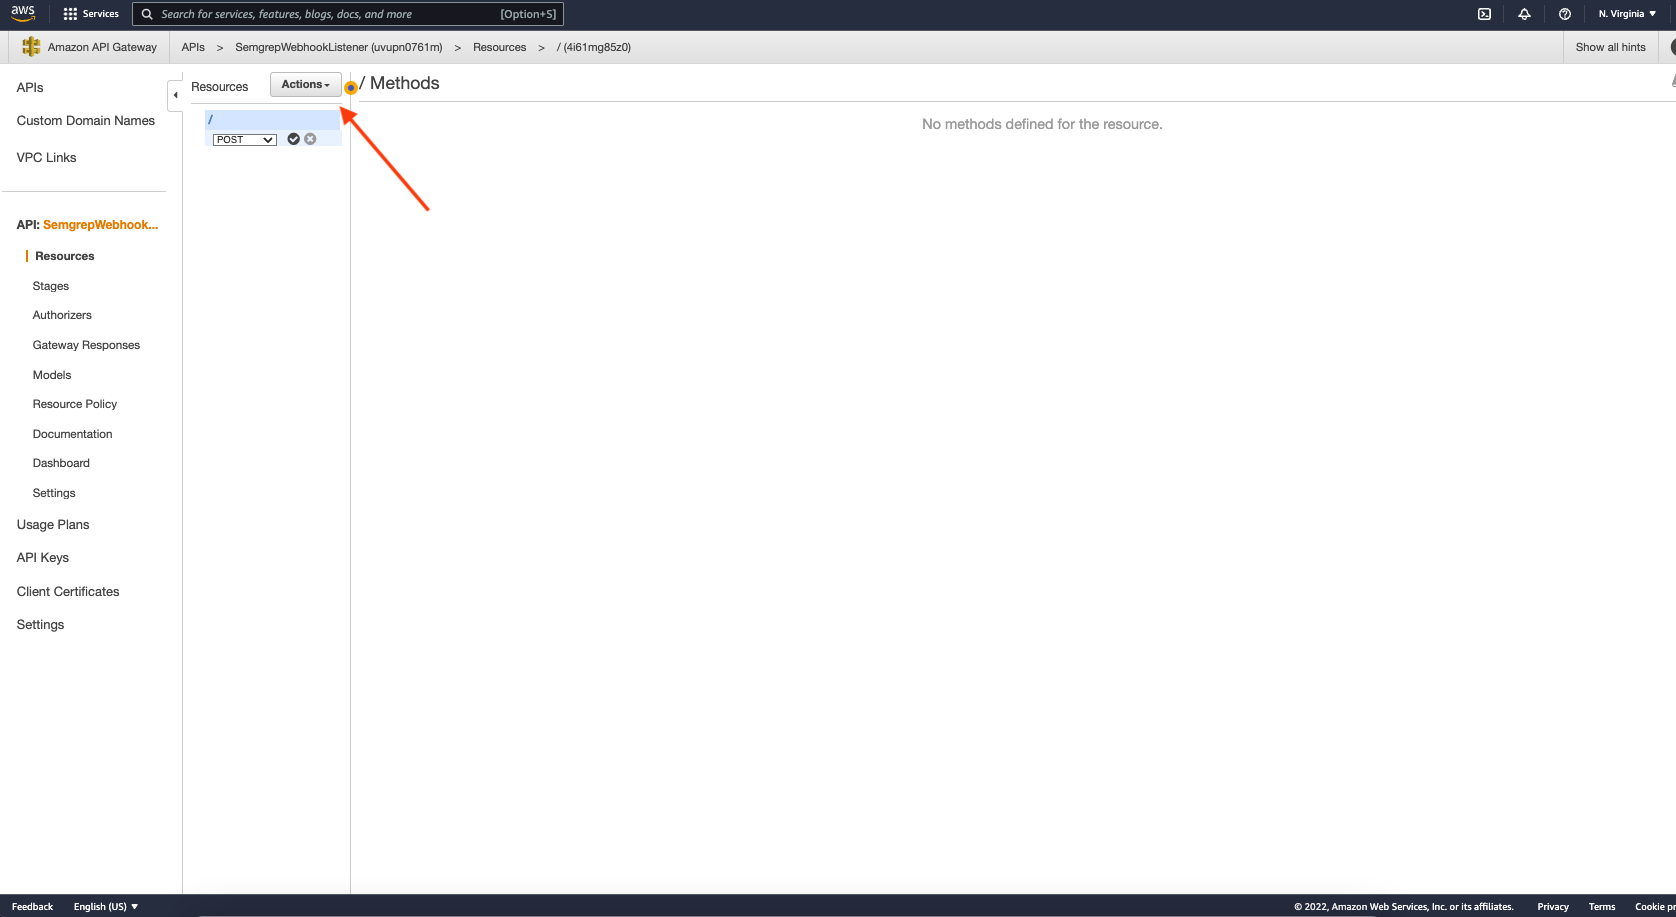 aws Services Search for services, features, blogs, docs, and more [Option+S] N. Virginia
Amazon API Gateway APIs > SemgrepWebhookListener (uvupn0761m) > Resources > / (4i61mg85z0) Show all hints
APIs
Custom Domain Names
VPC Links
API: SemgrepWebhook...
Resources
Stages
Authorizers
Gateway Responses
Models
Resource Policy
Documentation
Dashboard
Settings
Usage Plans
API Keys
Client Certificates
Settings
Resources Actions
/
POST
/ Methods
No methods defined for the resource.
Feedback English (US) © 2022, Amazon Web Services, Inc. or its affiliates. Privacy Terms Cookie pr